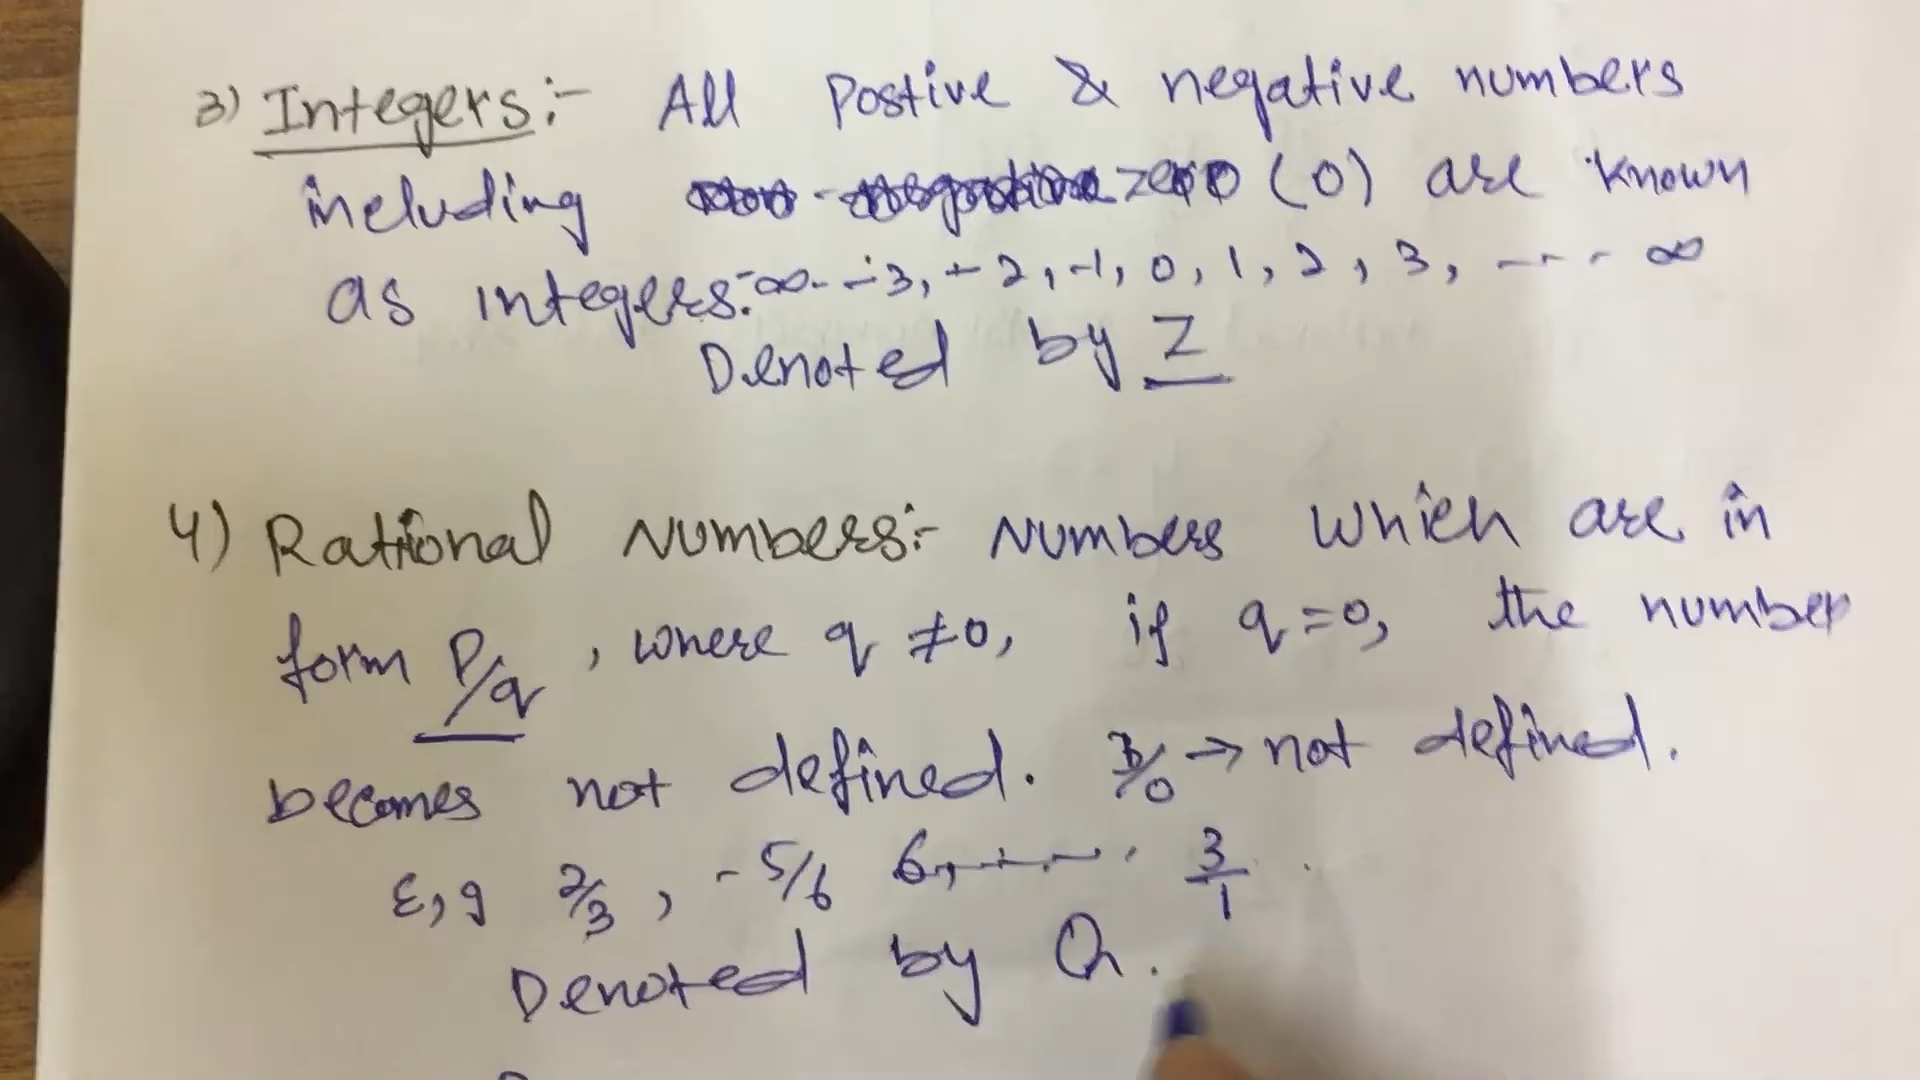 3) Integers:- All Postive & negative numbers
including zero (0) are known
as integers:-∞- -3, -2, -1, 0, 1, 2, 3, ---- ∞
Denoted by Z
4) Rational Numbers:- Numbers which are in
form P/q, where q ≠0, if q=0, the number
becomes not defined. 3/0 → not defined.
E,g 2/3, -5/6 6,------ 3/1
Denoted by Q.